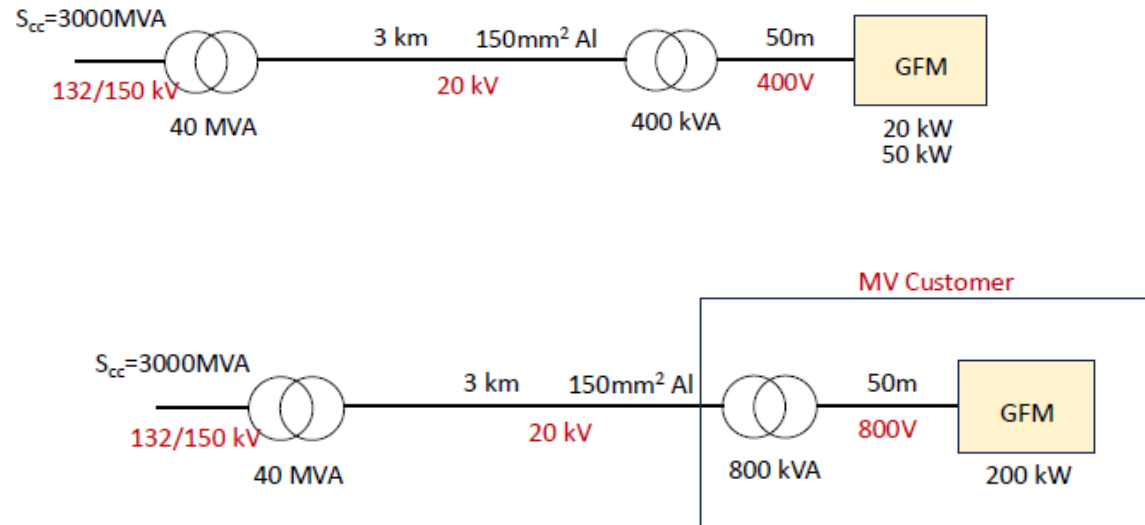 S_cc=3000MVA
3 km 150mm² Al 50m
GFM
132/150 kV 20 kV 400V
40 MVA 400 kVA 20 kW
50 kW
MV Customer
S_cc=3000MVA
3 km 150mm² Al 50m
GFM
132/150 kV 20 kV 800V
40 MVA 800 kVA 200 kW